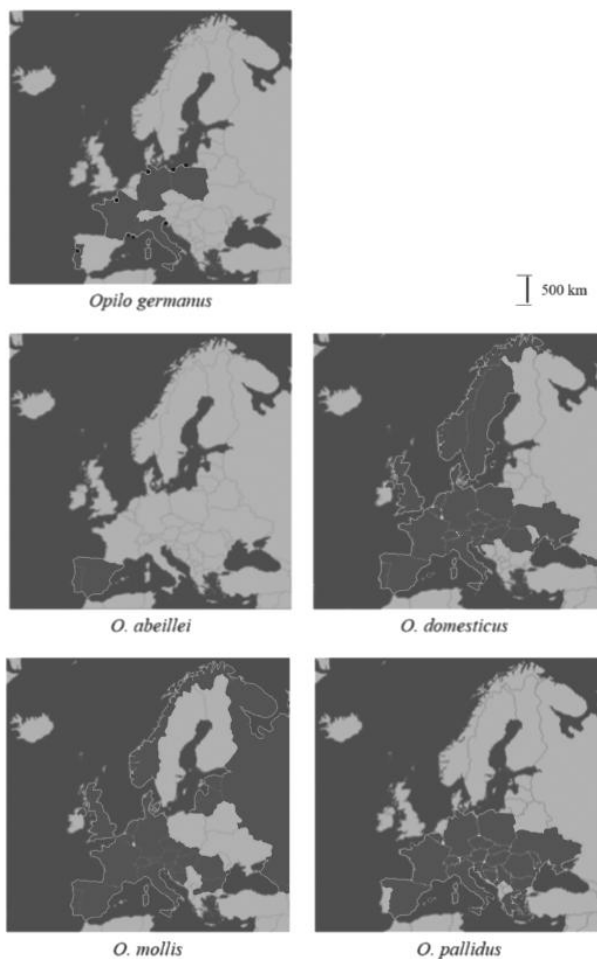 Opilo germanus
500 km
O. abeillei
O. domesticus
O. mollis
O. pallidus